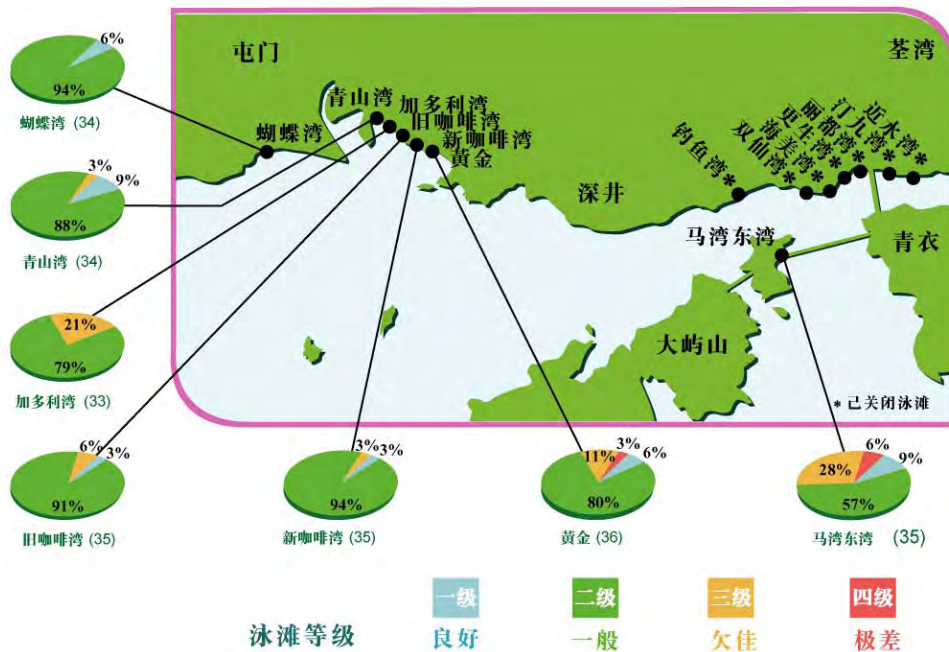 6%
94%
蝴蝶湾 (34)
3%
9%
88%
青山湾 (34)
21%
79%
加多利湾 (33)
6%
3%
91%
旧咖啡湾 (35)
3%
3%
94%
新咖啡湾 (35)
11%
3%
6%
80%
黄金 (36)
28%
6%
9%
57%
马湾东湾 (35)
屯门
荃湾
青山湾
加多利湾
旧咖啡湾
新咖啡湾
黄金
蝴蝶湾
钓鱼湾*
双仙湾*
海美湾*
更生湾*
丽都湾*
汀九湾*
近水湾*
深井
马湾东湾
青衣
大屿山
* 已关闭泳滩
泳滩等级
一级
良好
二级
一般
三级
欠佳
四级
极差